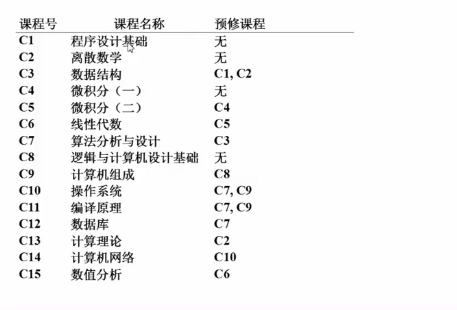 课程号 课程名称 预修课程
C1 程序设计基础 无
C2 离散数学 无
C3 数据结构 C1, C2
C4 微积分（一） 无
C5 微积分（二） C4
C6 线性代数 C5
C7 算法分析与设计 C3
C8 逻辑与计算机设计基础 无
C9 计算机组成 C8
C10 操作系统 C7, C9
C11 编译原理 C7, C9
C12 数据库 C7
C13 计算理论 C2
C14 计算机网络 C10
C15 数值分析 C6